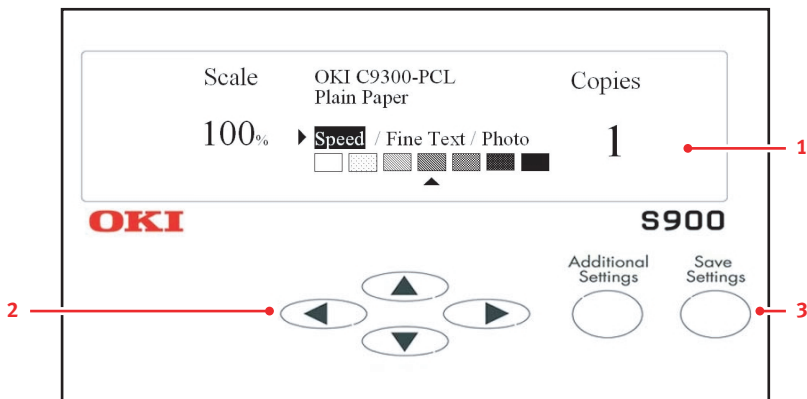 Scale
OKI C9300-PCL
Plain Paper
Copies
100%
Speed / Fine Text / Photo
1
1
OKI
S900
Additional
Settings
Save
Settings
2
3